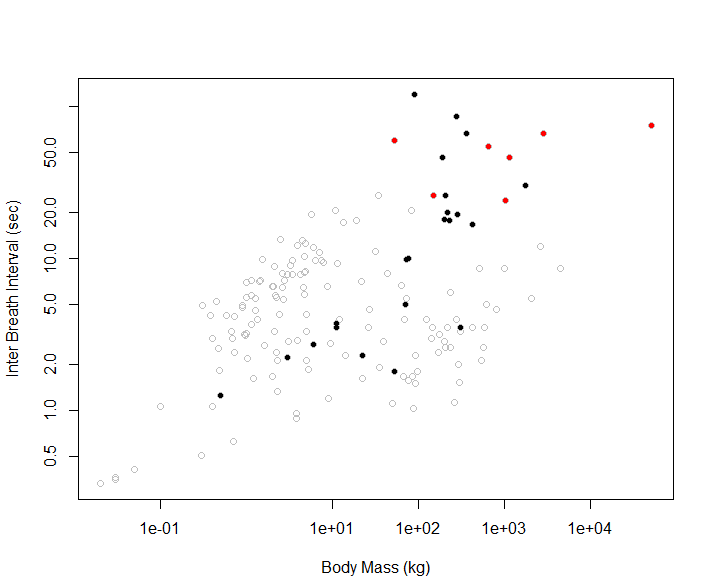 Inter Breath Interval (sec)
50.0
20.0
10.0
5.0
2.0
1.0
0.5
1e-01
1e+01
1e+02
1e+03
1e+04
Body Mass (kg)